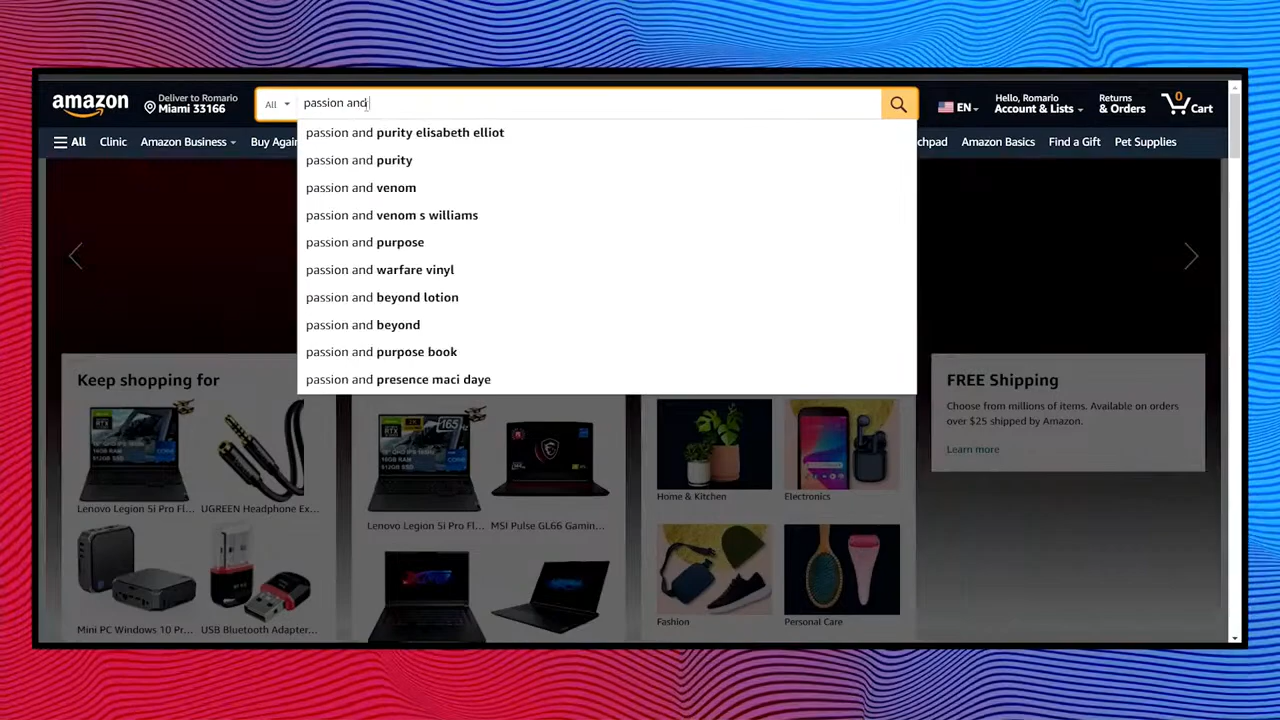 amazon
Deliver to Romario
Miami 33166
All
passion and
EN
Hello, Romario
Account & Lists
Returns
& Orders
0
Cart
All
Clinic
Amazon Business
Buy Again
Amazon Basics
Find a Gift
Pet Supplies
passion and purity elisabeth elliot
passion and purity
passion and venom
passion and venom s williams
passion and purpose
passion and warfare vinyl
passion and beyond lotion
passion and beyond
passion and purpose book
passion and presence maci daye
Keep shopping for
Lenovo Legion 5i Pro Fl...
UGREEN Headphone Ex...
Mini PC Windows 10 Pr...
USB Bluetooth Adapter...
Lenovo Legion 5i Pro Fl...
MSI Pulse GL66 Gamin...
Home & Kitchen
Electronics
Fashion
Personal Care
FREE Shipping
Choose from millions of items. Available on orders
over $25 shipped by Amazon.
Learn more